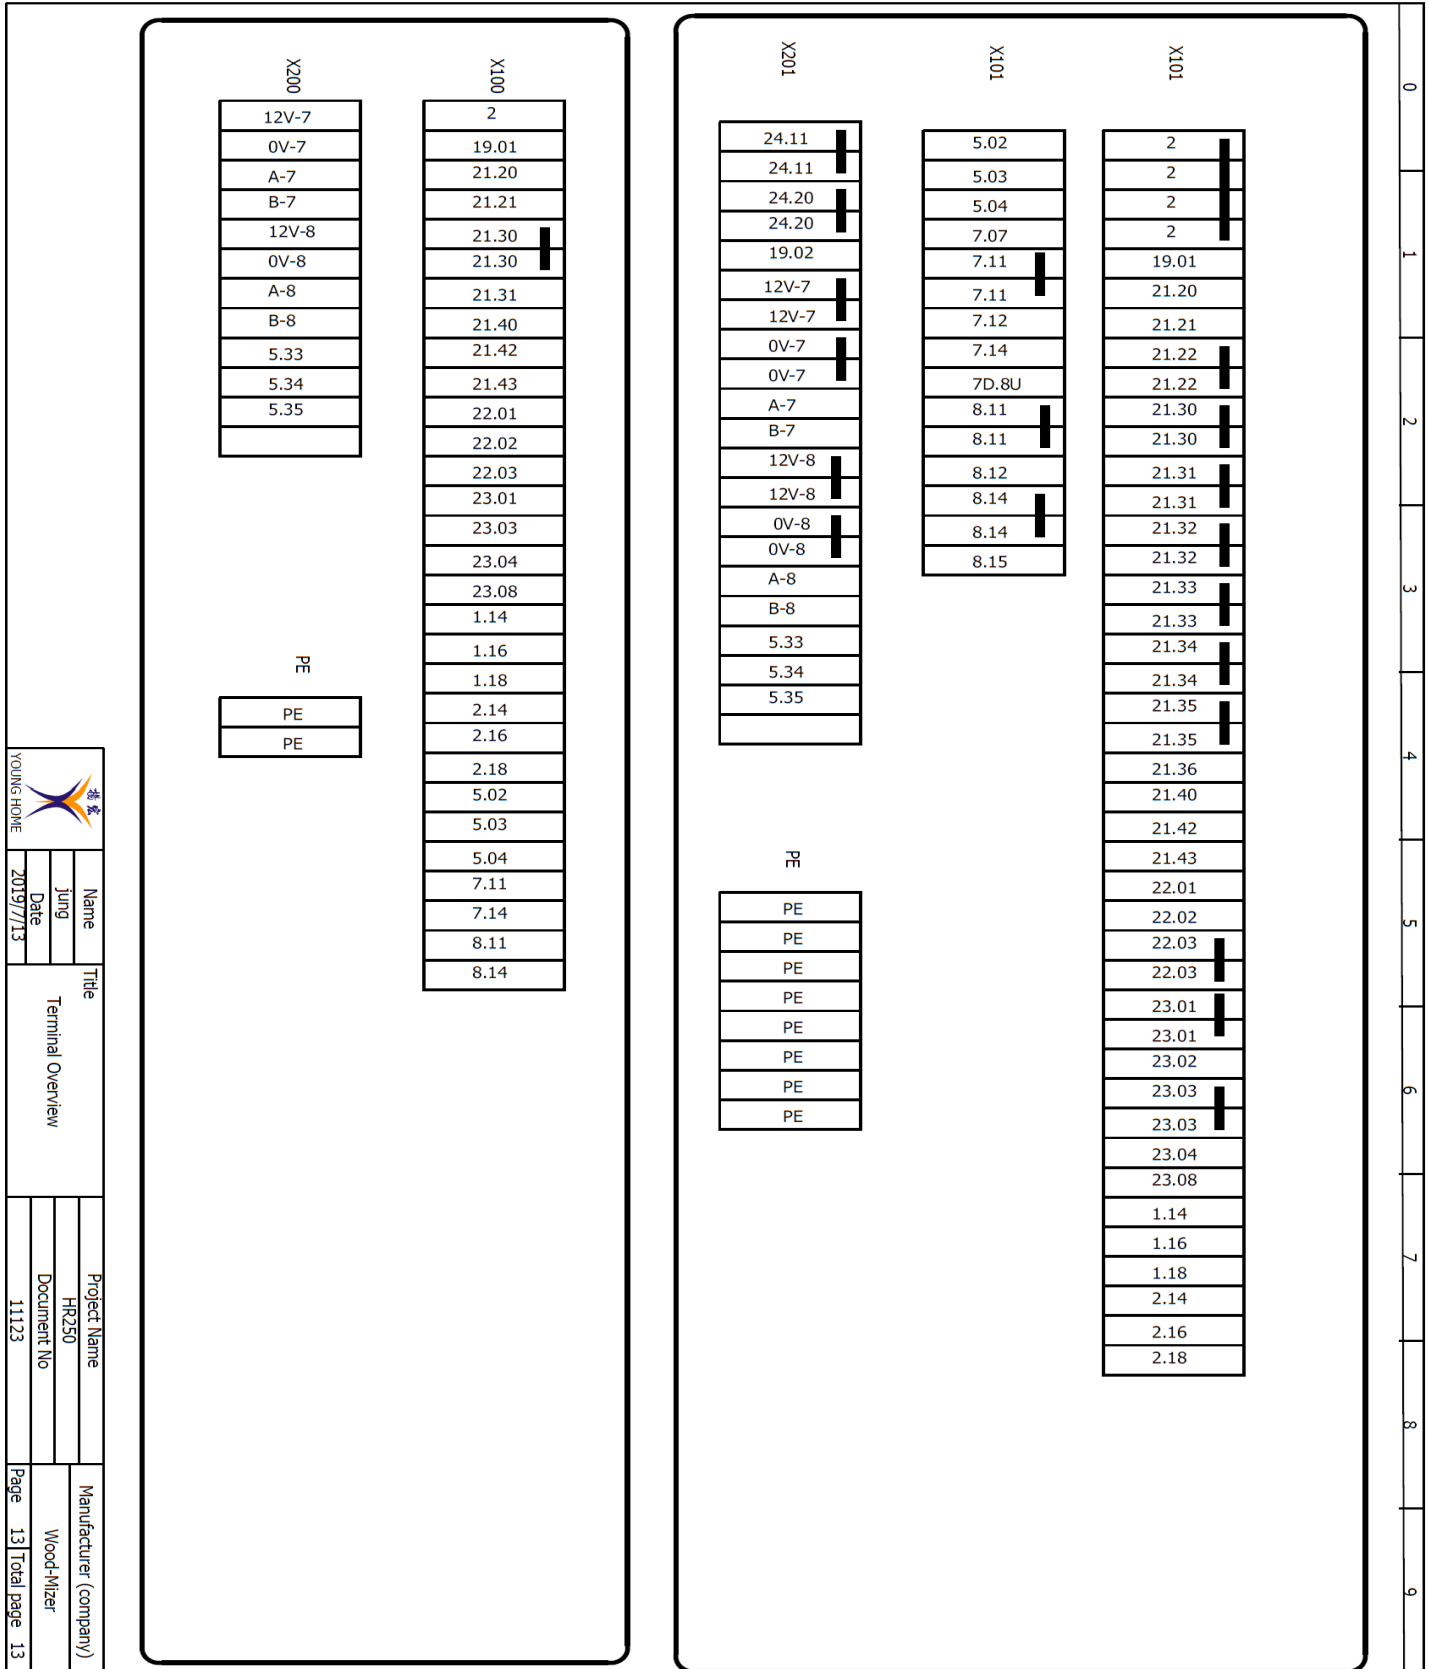 X200
12V-7
0V-7
A-7
B-7
12V-8
0V-8
A-8
B-8
5.33
5.34
5.35
PE
PE
PE
X100
2
19.01
21.20
21.21
21.30
21.30
21.31
21.40
21.42
21.43
22.01
22.02
22.03
23.01
23.03
23.04
23.08
1.14
1.16
1.18
2.14
2.16
2.18
5.02
5.03
5.04
7.11
7.14
8.11
8.14
X201
24.11
24.11
24.20
24.20
19.02
12V-7
12V-7
0V-7
0V-7
A-7
B-7
12V-8
12V-8
0V-8
0V-8
A-8
B-8
5.33
5.34
5.35
PE
PE
PE
PE
PE
PE
PE
PE
PE
X101
5.02
5.03
5.04
7.07
7.11
7.11
7.12
7.14
7D.8U
8.11
8.11
8.12
8.14
8.14
8.15
X101
2
2
2
2
19.01
21.20
21.21
21.22
21.22
21.30
21.30
21.31
21.31
21.32
21.32
21.33
21.33
21.34
21.34
21.35
21.35
21.36
21.40
21.42
21.43
22.01
22.02
22.03
22.03
23.01
23.01
23.02
23.03
23.03
23.04
23.08
1.14
1.16
1.18
2.14
2.16
2.18
0
1
2
3
4
5
6
7
8
9
YOUNG HOME
Name
jung
Date
2019/7/13
Title
Terminal Overview
Project Name
HR250
Document No
11123
Manufacturer (company)
Wood-Mizer
Page 13 Total page 13